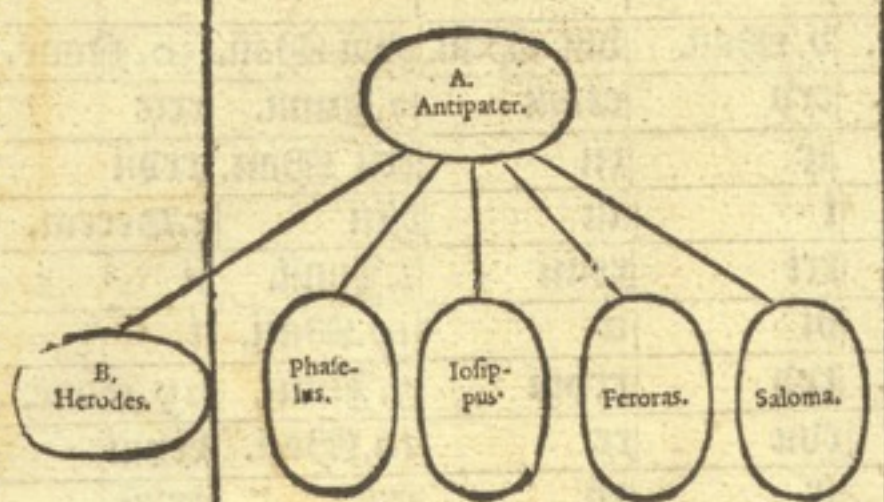 A.
Antipater.
B.
Herodes.
Phaſe-
lus.
Ioſip-
pus.
Feroras.
Saloma.